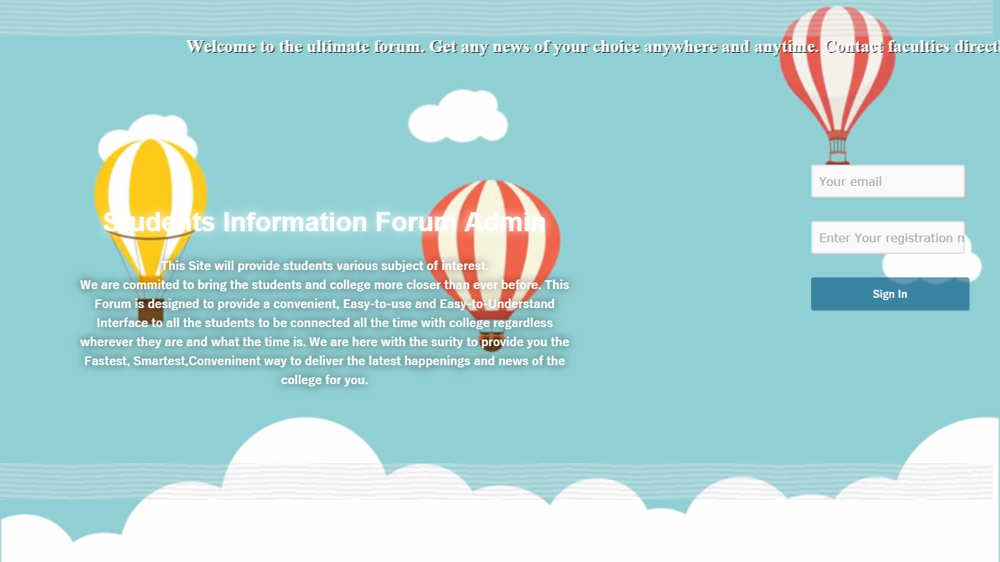 Welcome to the ultimate forum. Get any news of your choice anywhere and anytime. Contact faculties
Your email
Students Information Forum Admin
Enter Your registration
This Site will provide students various subject of interest.
We are commited to bring the students and college more closer than ever before. This
Forum is designed to provide a convenient, Easy-to-use and Easy-to-Understand
Interface to all the students to be connected all the time with college regardless
wherever they are and what the time is. We are here with the surity to provide you the
Fastest, Smartest,Conveninent way to deliver the latest happenings and news of the
college for you.
Sign In